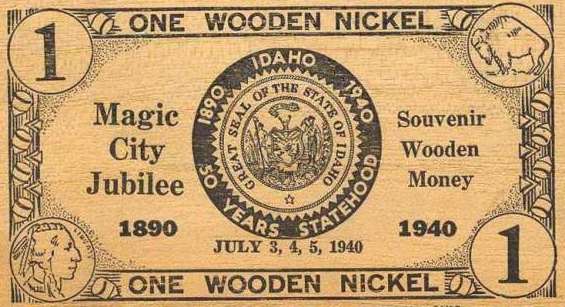 1
ONE WOODEN NICKEL
Magic
City
Jubilee
1890
IDAHO
1890 1940
50 YEARS STATEHOOD
GREAT SEAL OF THE STATE OF IDAHO
JULY 3, 4, 5, 1940
Souvenir
Wooden
Money
1940
ONE WOODEN NICKEL
1